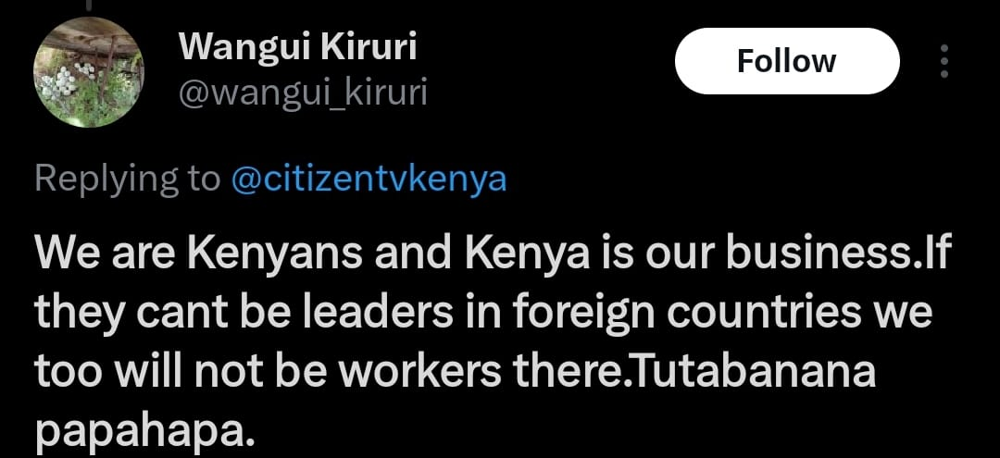 Wangui Kiruri
Follow
@wangui_kiruri
Replying to @citizentvkenya
We are Kenyans and Kenya is our business.If
they cant be leaders in foreign countries we
too will not be workers there.Tutabanana
papahapa.